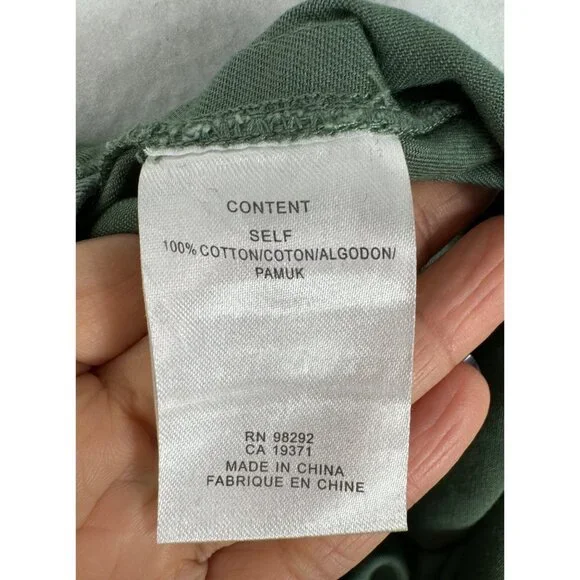 CONTENT
SELF
100% COTTON/COTON/ALGODON/
PAMUK
RN 98292
CA 19371
MADE IN CHINA
FABRIQUE EN CHINE